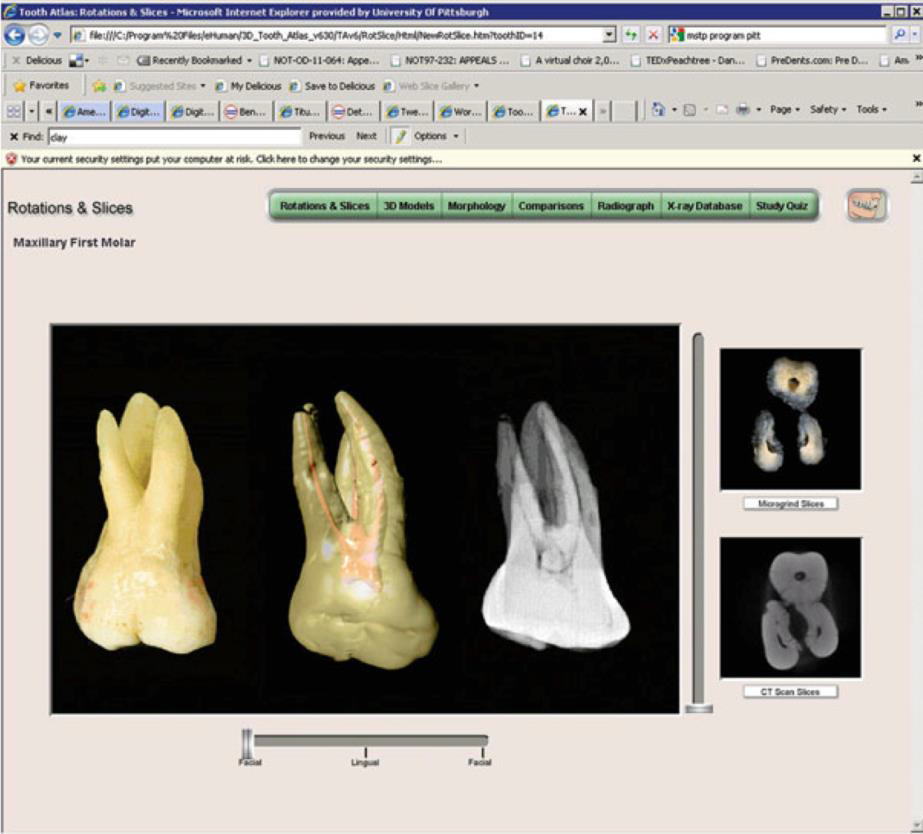 Tooth Atlas: Rotations & Slices - Microsoft Internet Explorer provided by University Of Pittsburgh
file:///C:/Program%20Files/eHuman/3D_Tooth_Atlas_v630/TAv6/RotSlice/Html/NewRotSlice.htm?toothID=14 mstp program pitt
Delicious Recently Bookmarked NOT-OD-11-064: Appe... NOT97-232: APPEALS ... A virtual choir 2,0... TEDxPeachtree - Dan... PreDents.com: Pre D... Am
Favorites Suggested Sites My Delicious Save to Delicious Web Slice Gallery
Ame... Digit... Digit... Ben... Titu... Det... Twe... Wor... Too... T... Page Safety Tools
Find: clay Previous Next Options
Your current security settings put your computer at risk. Click here to change your security settings...
Rotations & Slices
Rotations & Slices 3D Models Morphology Comparisons Radiograph X-ray Database Study Quiz
Maxillary First Molar
Microgrind Slices
CT Scan Slices
Facial Lingual Facial